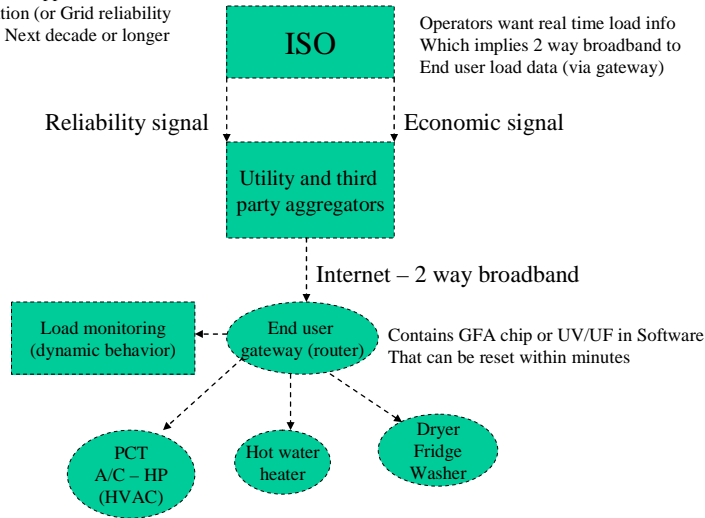 tion (or Grid reliability
Next decade or longer
ISO
Operators want real time load info
Which implies 2 way broadband to
End user load data (via gateway)
Reliability signal
Economic signal
Utility and third
party aggregators
Internet – 2 way broadband
Load monitoring
(dynamic behavior)
End user
gateway (router)
Contains GFA chip or UV/UF in Software
That can be reset within minutes
PCT
A/C – HP
(HVAC)
Hot water
heater
Dryer
Fridge
Washer